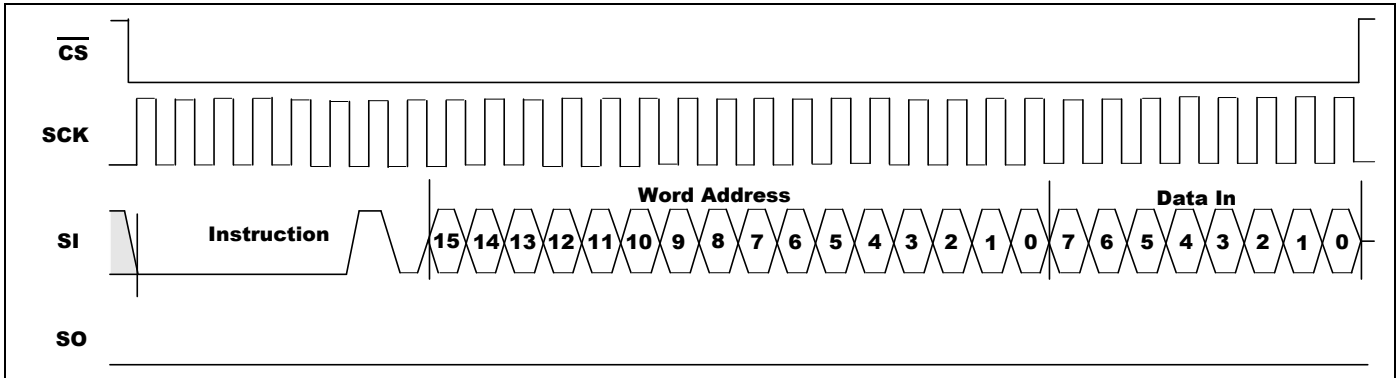 CS
SCK
Word Address
Data In
SI
Instruction
15 14 13 12 11 10 9 8 7 6 5 4 3 2 1 0 7 6 5 4 3 2 1 0
SO